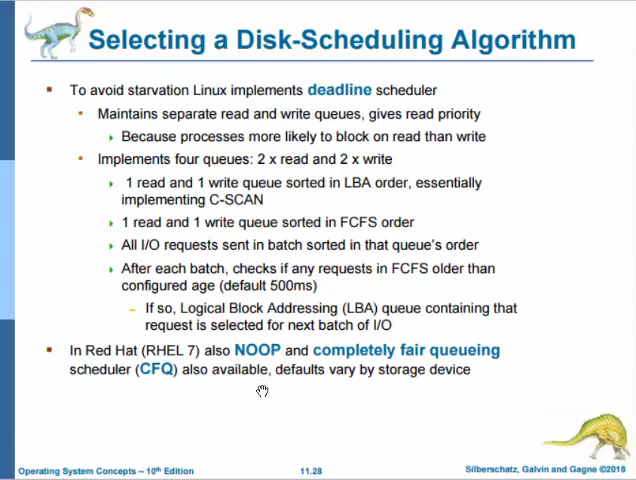 Selecting a Disk-Scheduling Algorithm
To avoid starvation Linux implements deadline scheduler
Maintains separate read and write queues, gives read priority
Because processes more likely to block on read than write
Implements four queues: 2 x read and 2 x write
1 read and 1 write queue sorted in LBA order, essentially
implementing C-SCAN
1 read and 1 write queue sorted in FCFS order
All I/O requests sent in batch sorted in that queue's order
After each batch, checks if any requests in FCFS older than
configured age (default 500ms)
If so, Logical Block Addressing (LBA) queue containing that
request is selected for next batch of I/O
In Red Hat (RHEL 7) also NOOP and completely fair queueing
scheduler (CFQ) also available, defaults vary by storage device
Operating System Concepts – 10th Edition
11.28
Silberschatz, Galvin and Gagne ©2018